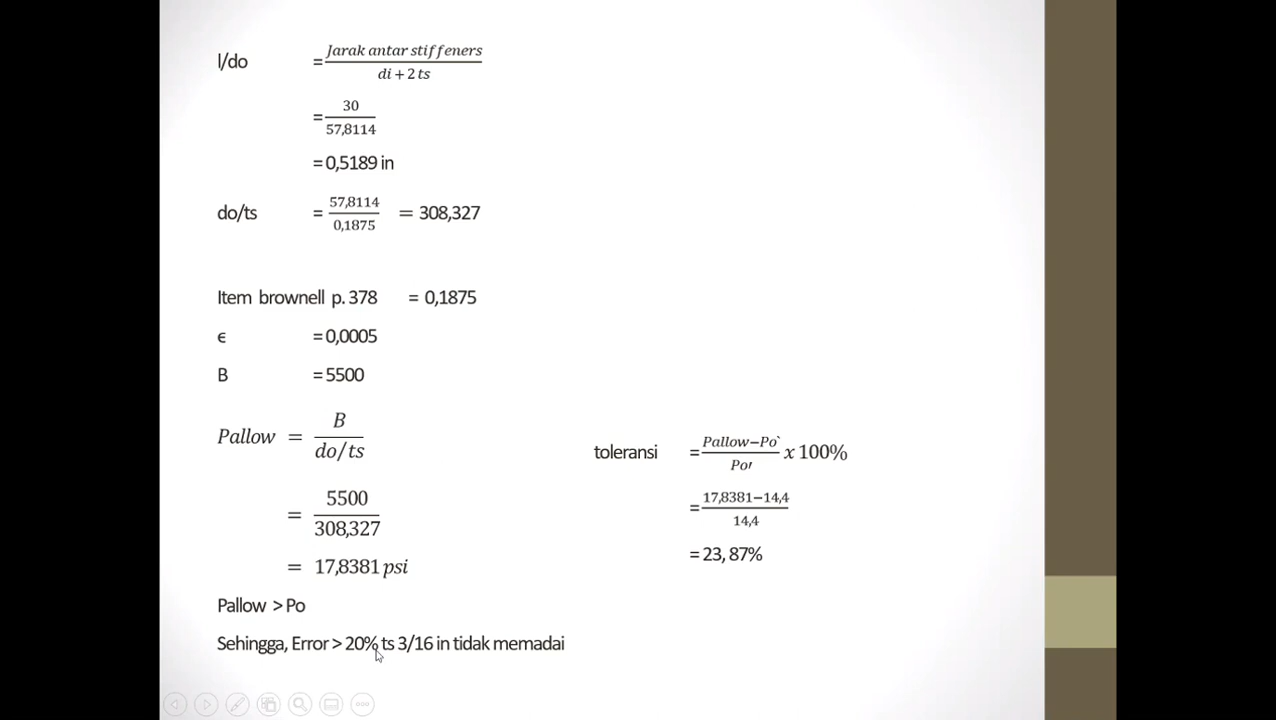 l/do = Jarak antar stiffeners / di + 2 ts
= 30 / 57,8114
= 0,5189 in
do/ts = 57,8114 / 0,1875 = 308,327
Item brownell p. 378 = 0,1875
ϵ = 0,0005
B = 5500
Pallow = B / do/ts
= 5500 / 308,327
= 17,8381 psi
Pallow > Po
Sehingga, Error > 20% ts 3/16 in tidak memadai
toleransi = Pallow−Po` / Po′ x 100%
= 17,8381−14,4 / 14,4
= 23, 87%